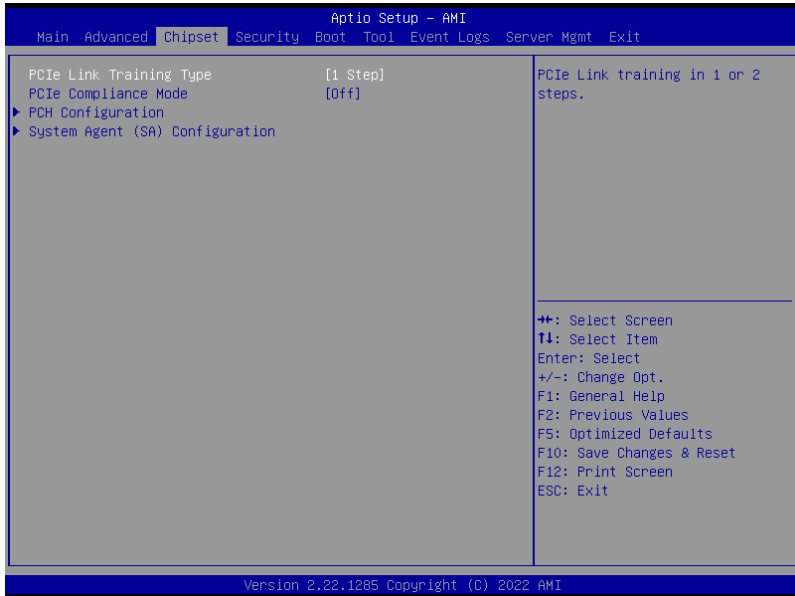 Aptio Setup – AMI
Main Advanced Chipset Security Boot Tool Event Logs Server Mgmt Exit
PCIe Link Training Type [1 Step]
PCIe Compliance Mode [Off]
▶ PCH Configuration
▶ System Agent (SA) Configuration
PCIe Link training in 1 or 2
steps.
→←: Select Screen
↑↓: Select Item
Enter: Select
+/-: Change Opt.
F1: General Help
F2: Previous Values
F5: Optimized Defaults
F10: Save Changes & Reset
F12: Print Screen
ESC: Exit
Version 2.22.1285 Copyright (C) 2022 AMI